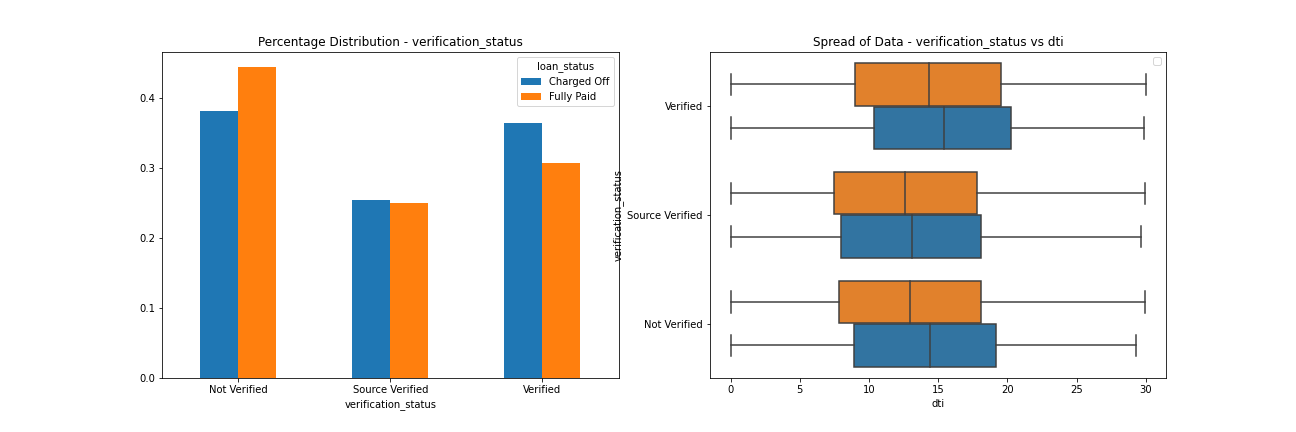 Percentage Distribution - verification_status
loan_status
Charged Off
Fully Paid
0.4
0.3
0.2
0.1
0.0
Not Verified
Source Verified
Verified
verification_status
Spread of Data - verification_status vs dti
verification_status
Verified
Source Verified
Not Verified
0
5
10
15
20
25
30
dti